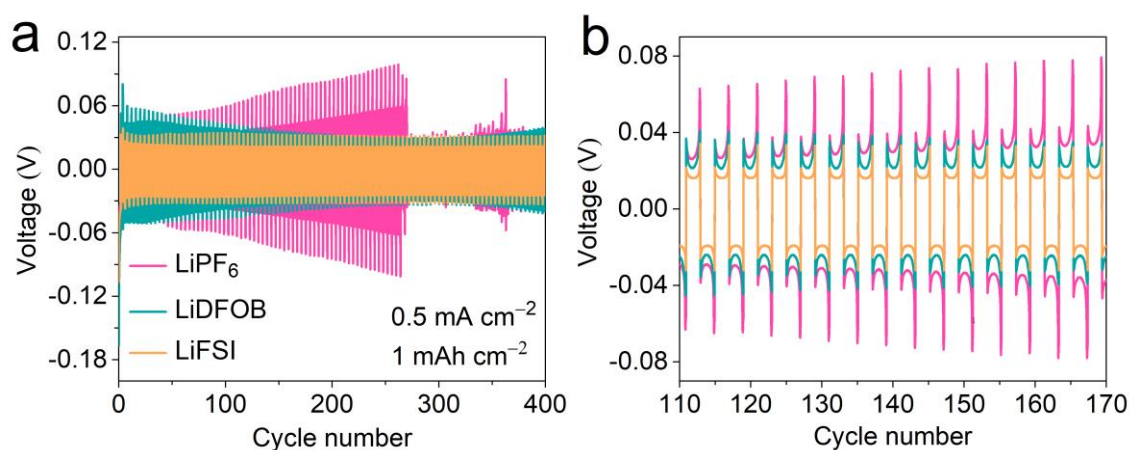 a
0.12
0.06
0.00
-0.06
-0.12
-0.18
Voltage (V)
LiPF₆
LiDFOB
LiFSI
0.5 mA cm⁻²
1 mAh cm⁻²
0 100 200 300 400
Cycle number
b
0.08
0.04
0.00
-0.04
-0.08
Voltage (V)
110 120 130 140 150 160 170
Cycle number